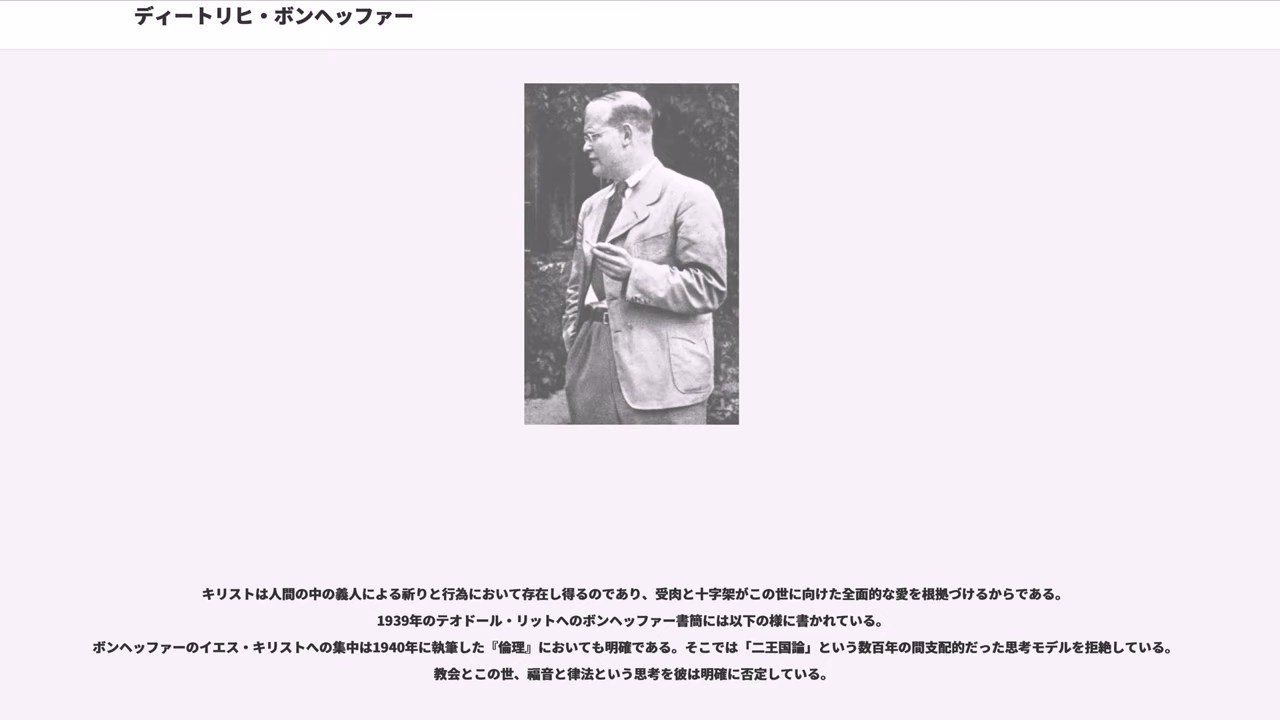 ディートリヒ・ボンヘッファー
キリストは人間の中の義人による祈りと行為において存在し得るのであり、受肉と十字架がこの世に向けた全面的な愛を根拠づけるからである。
1939年のテオドール・リットへのボンヘッファー書簡には以下の様に書かれている。
ボンヘッファーのイエス・キリストへの集中は1940年に執筆した『倫理』においても明確である。そこでは「二王国論」という数百年の間支配的だった思考モデルを拒絶している。
教会とこの世、福音と律法という思考を彼は明確に否定している。